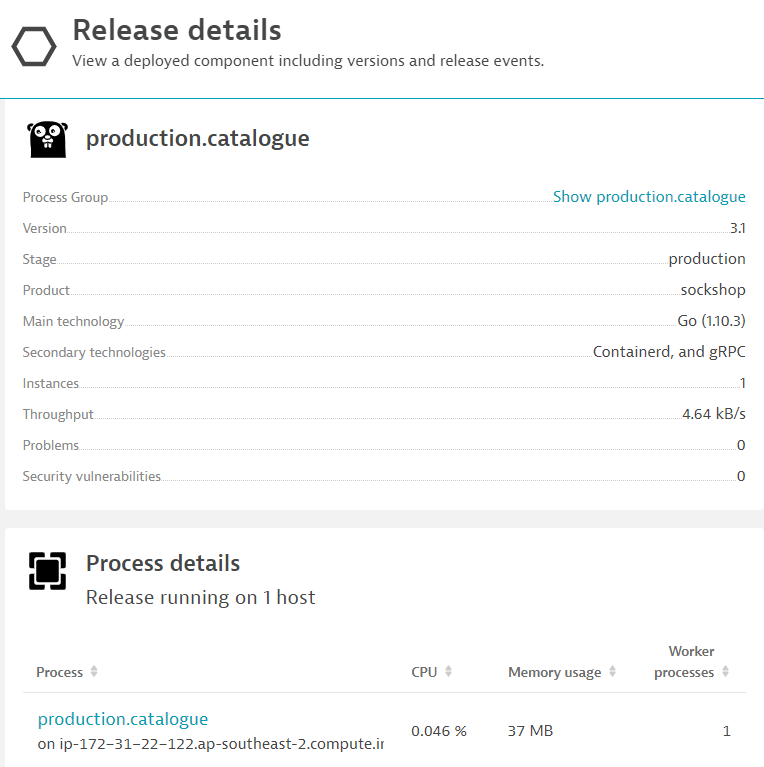 Release details
View a deployed component including versions and release events.
production.catalogue
Process Group Show production.catalogue
Version 3.1
Stage production
Product sockshop
Main technology Go (1.10.3)
Secondary technologies Containerd, and gRPC
Instances 1
Throughput 4.64 kB/s
Problems 0
Security vulnerabilities 0
Process details
Release running on 1 host
Process CPU Memory usage Worker processes
production.catalogue
on ip-172-31-22-122.ap-southeast-2.compute.in 0.046 % 37 MB 1